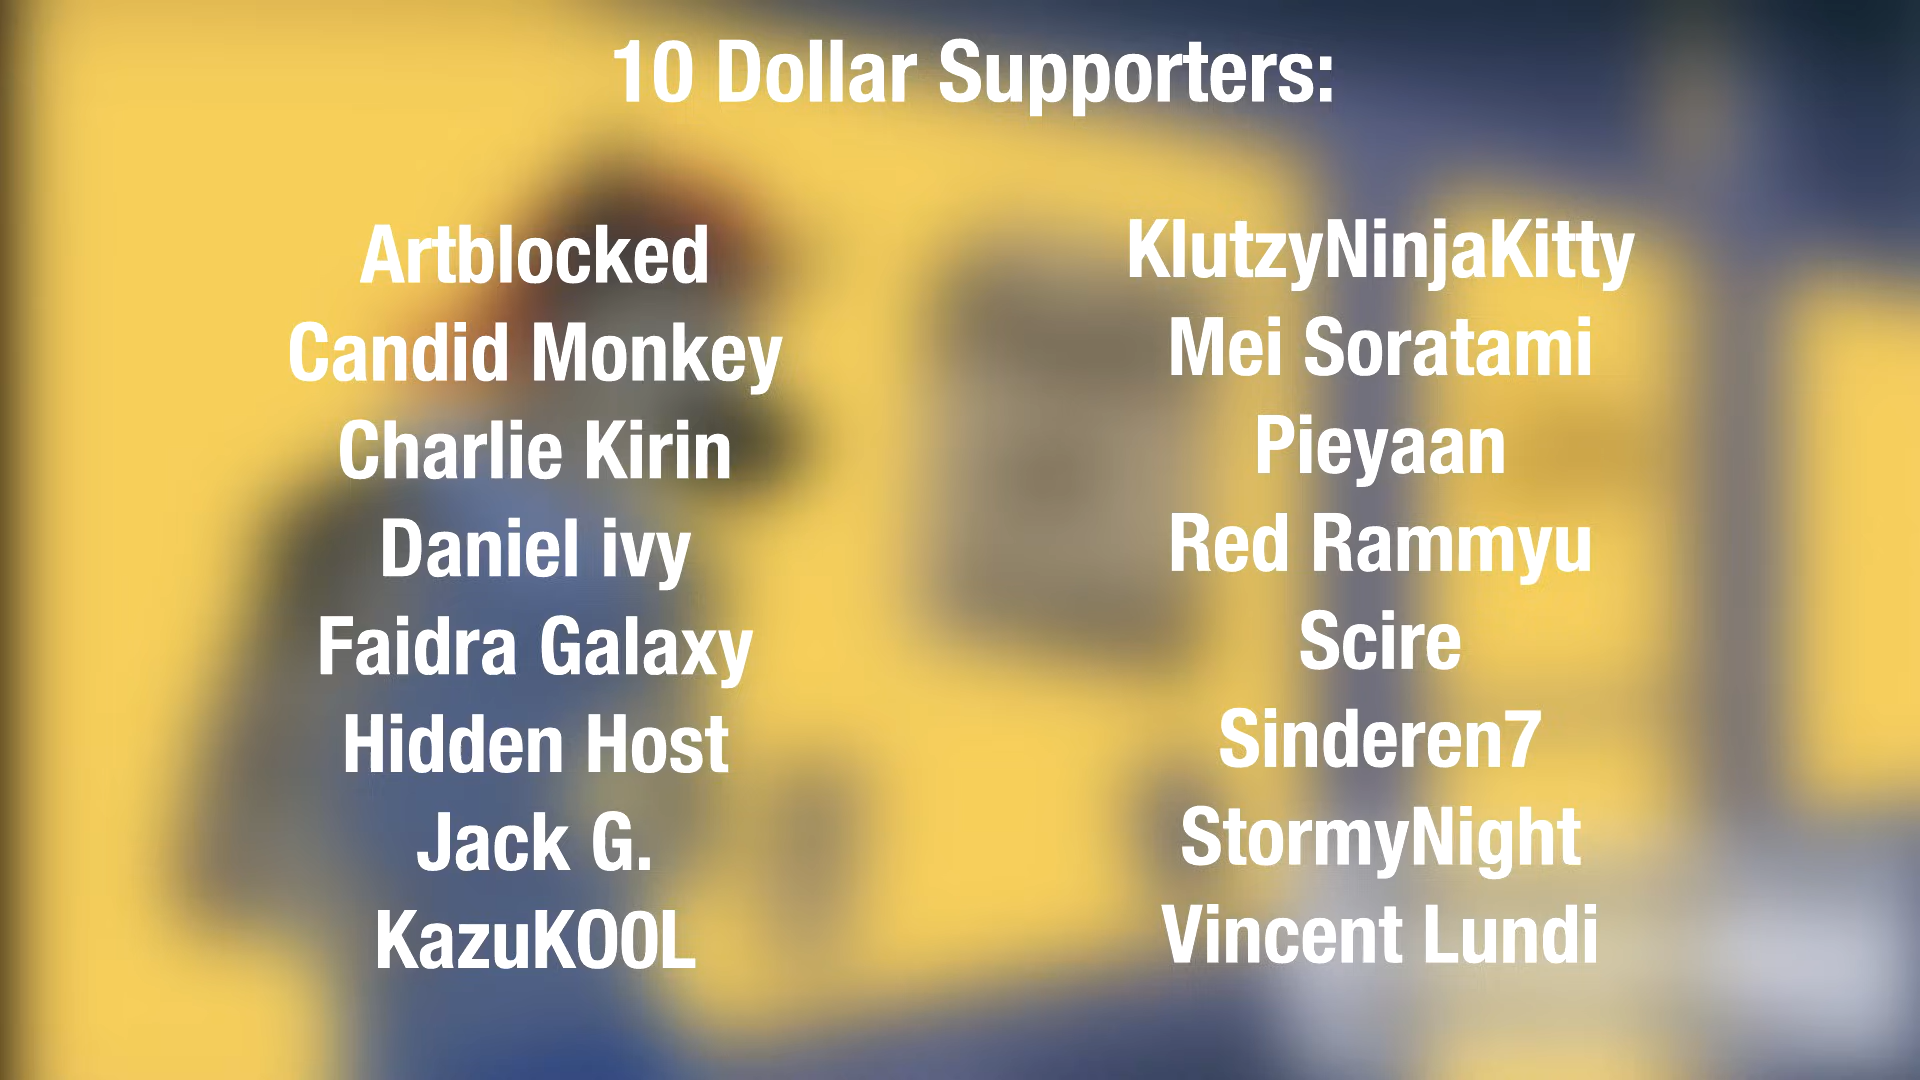 10 Dollar Supporters:
Artblocked
Candid Monkey
Charlie Kirin
Daniel ivy
Faidra Galaxy
Hidden Host
Jack G.
KazuK00L
KlutzyNinjaKitty
Mei Soratami
Pieyaan
Red Rammyu
Scire
Sinderen7
StormyNight
Vincent Lundi